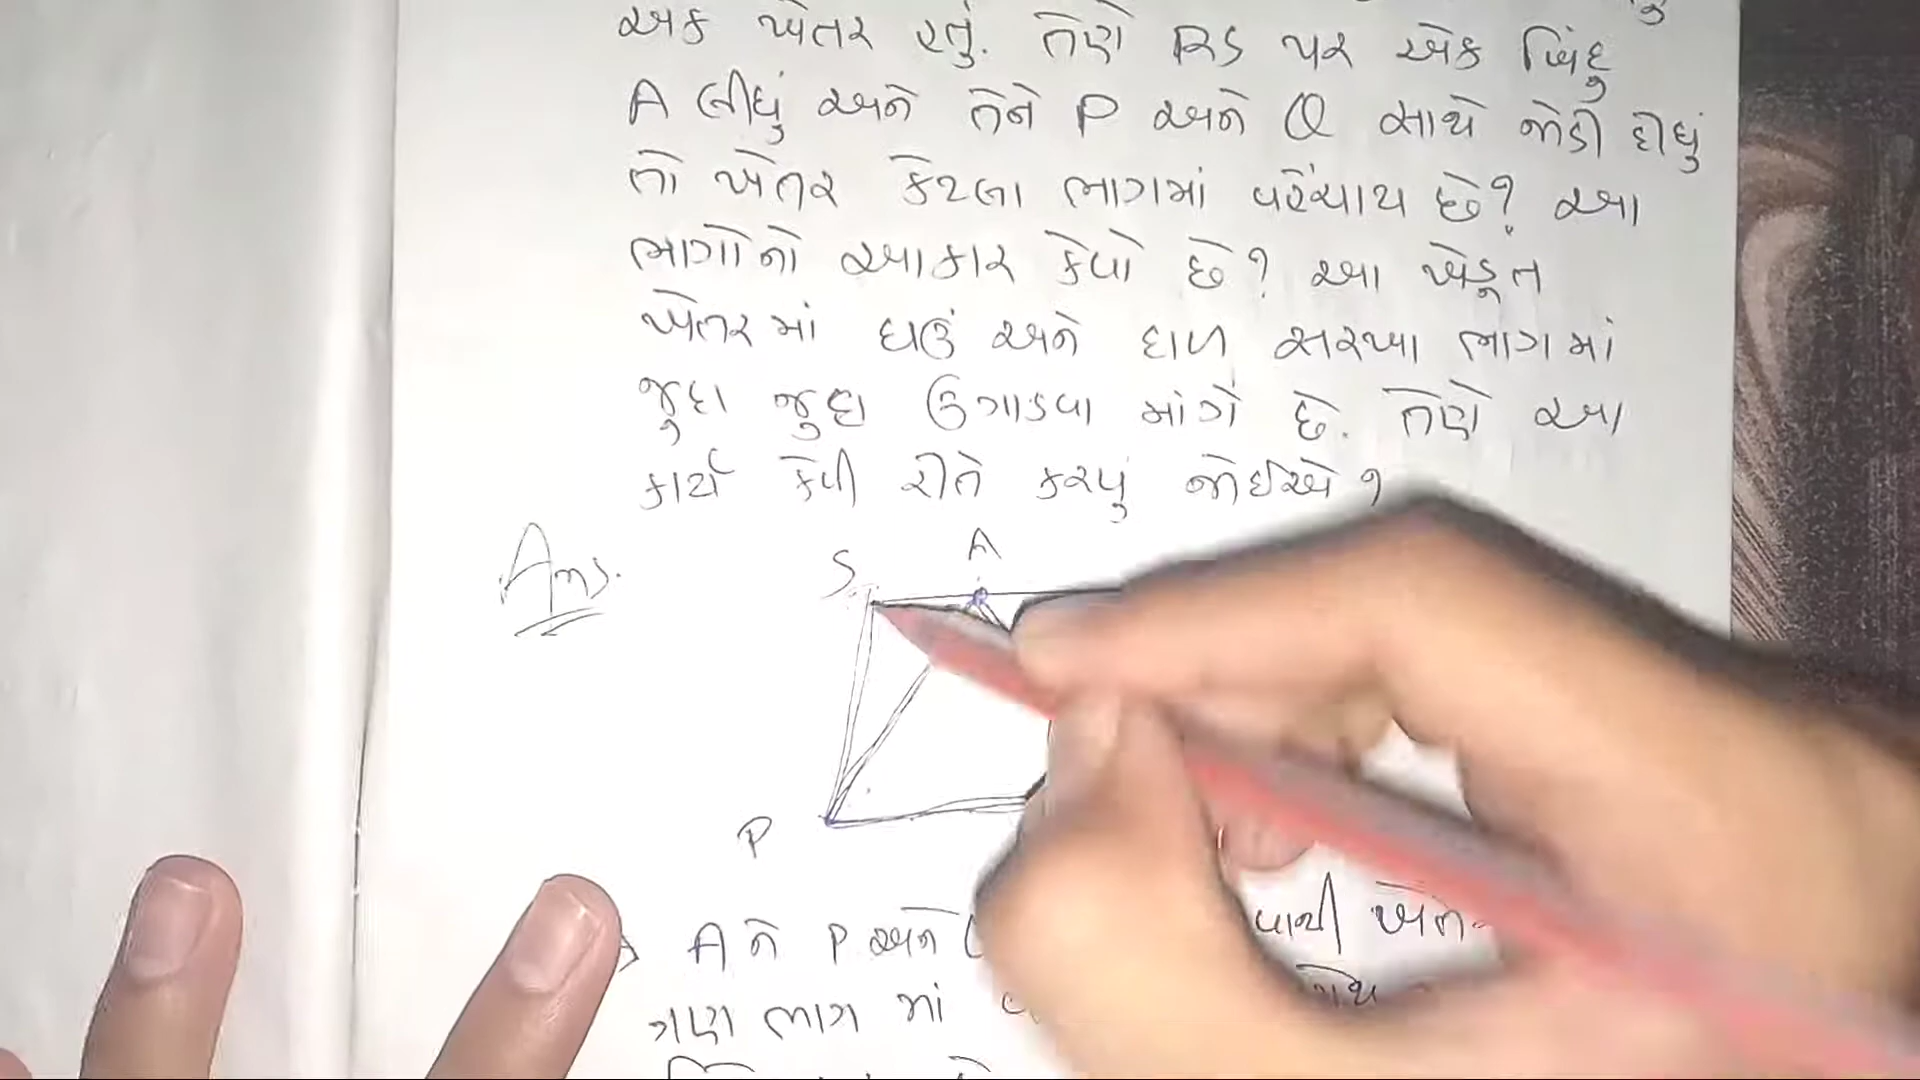 એક ખેતર હતું. તેણે RS પર એક બિંદુ
A લીધું અને તેને P અને Q સાથે જોડી દીધું
તો ખેતર કેટલા ભાગમાં વહેંચાય છે? આ
ભાગોનો આકાર કેવો છે? આ ખેડૂત
ખેતરમાં ઘઉં અને દાળ સરખા ભાગમાં
જુદા જુદા ઉગાડવા માંગે છે. તેણે આ
કાર્ય કેવી રીતે કરવું જોઈએ?
Ans.
S A
P
A ને P અને
ત્રણ ભાગ માં